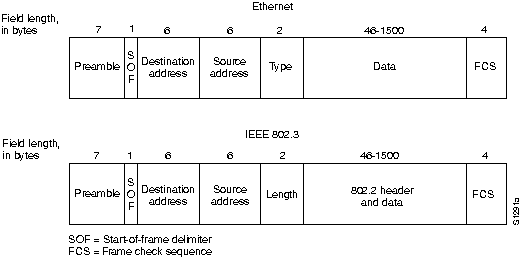 Ethernet
Field length,
in bytes
7 1 6 6 2 46-1500 4
Preamble
S
O
F
Destination
address
Source
address
Type
Data
FCS
IEEE 802.3
Field length,
in bytes
7 1 6 6 2 46-1500 4
Preamble
S
O
F
Destination
address
Source
address
Length
802.2 header
and data
FCS
SOF = Start-of-frame delimiter
FCS = Frame check sequence
S1291a